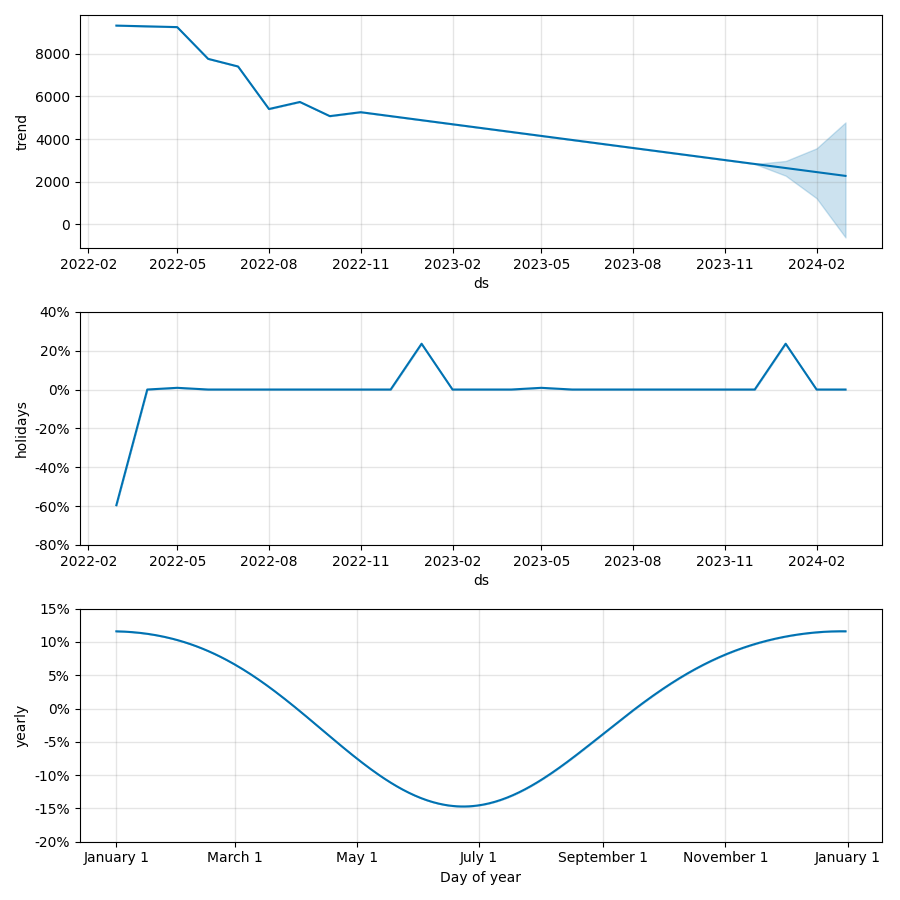 8000
6000
4000
2000
0
trend
2022-02 2022-05 2022-08 2022-11 2023-02 2023-05 2023-08 2023-11 2024-02
ds
40%
20%
0%
-20%
-40%
-60%
-80%
holidays
2022-02 2022-05 2022-08 2022-11 2023-02 2023-05 2023-08 2023-11 2024-02
ds
15%
10%
5%
0%
-5%
-10%
-15%
-20%
yearly
January 1 March 1 May 1 July 1 September 1 November 1 January 1
Day of year